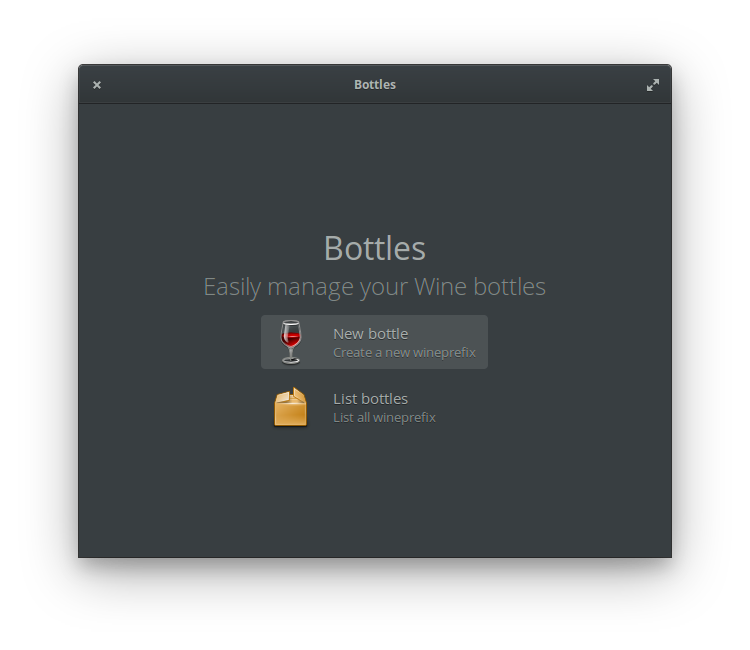 Bottles
Bottles
Easily manage your Wine bottles
New bottle
Create a new wineprefix
List bottles
List all wineprefix